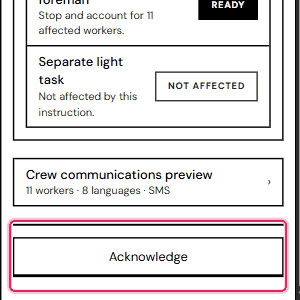 foreman
READY
Stop and account for 11
affected workers.
Separate light
task
NOT AFFECTED
Not affected by this
instruction.
Crew communications preview
11 workers · 8 languages · SMS
›
Acknowledge